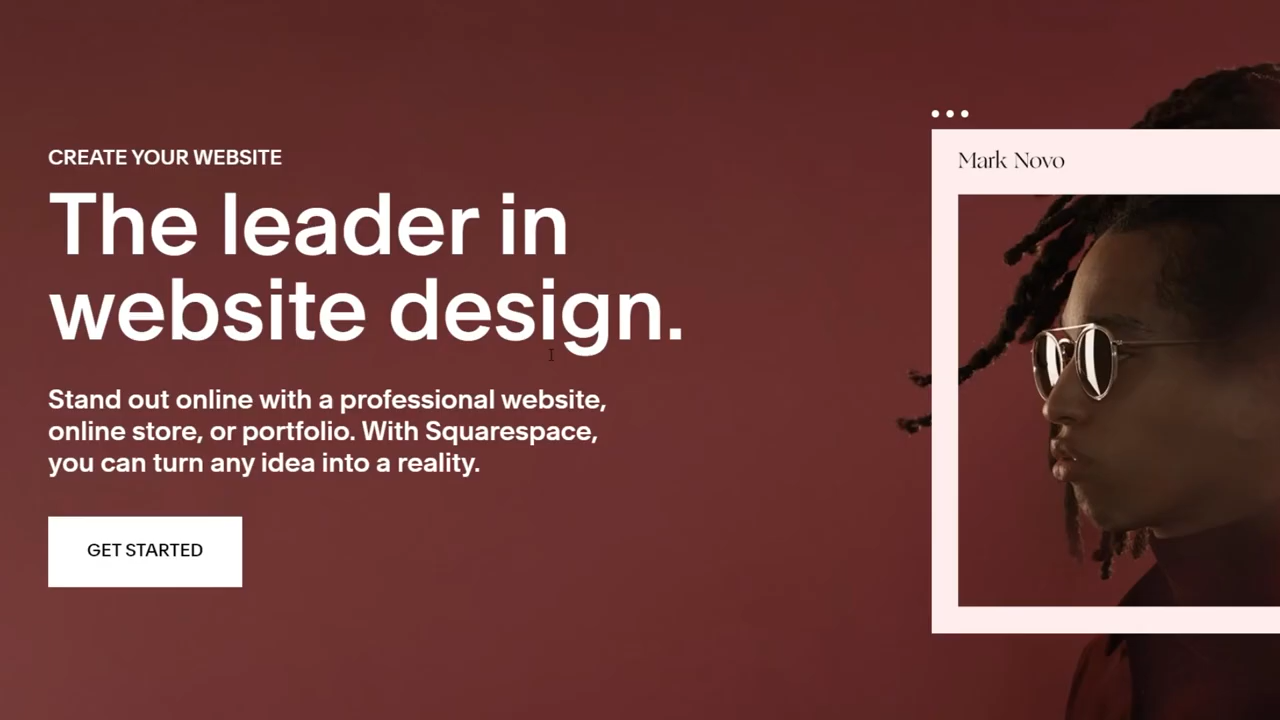 CREATE YOUR WEBSITE
The leader in
website design.
Stand out online with a professional website,
online store, or portfolio. With Squarespace,
you can turn any idea into a reality.
GET STARTED
Mark Novo